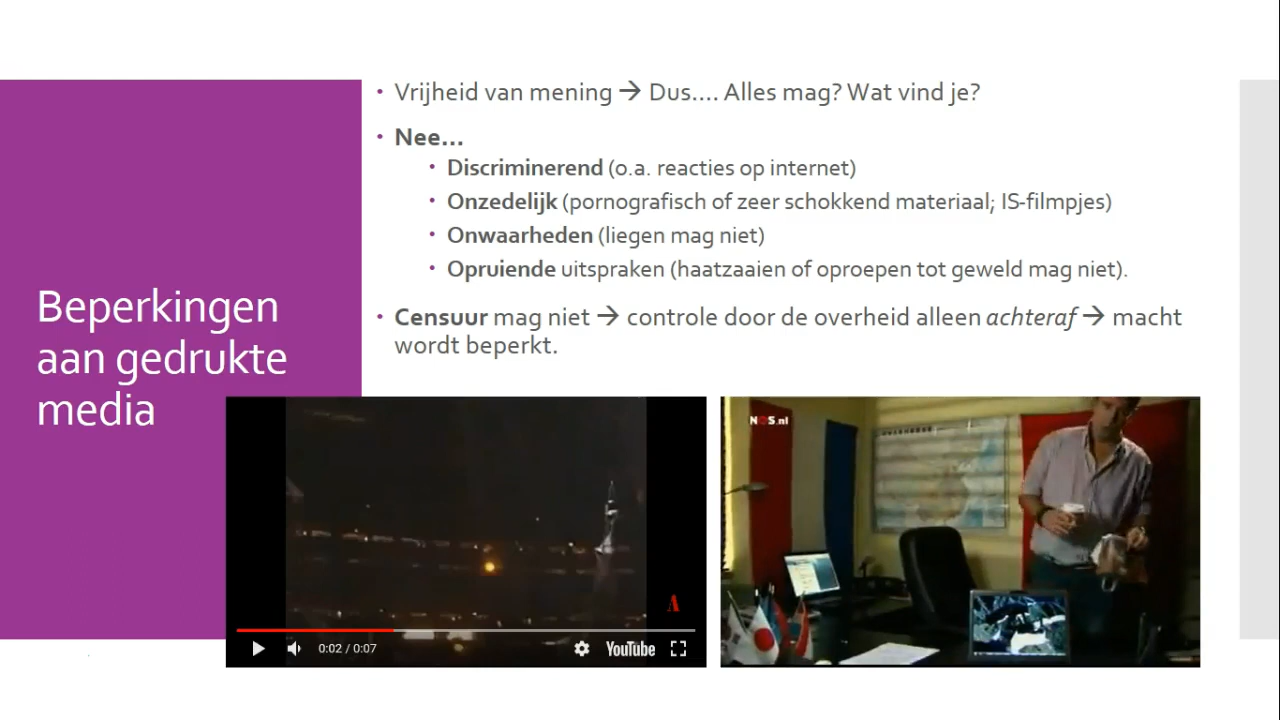 Vrijheid van mening → Dus.... Alles mag? Wat vind je?
Nee...
Discriminerend (o.a. reacties op internet)
Onzedelijk (pornografisch of zeer schokkend materiaal; IS-filmpjes)
Onwaarheden (liegen mag niet)
Opruiende uitspraken (haatzaaien of oproepen tot geweld mag niet).
Censuur mag niet → controle door de overheid alleen achteraf → macht
wordt beperkt.
Beperkingen
aan gedrukte
media
A
0:02 / 0:07
YouTube
NOS.nl